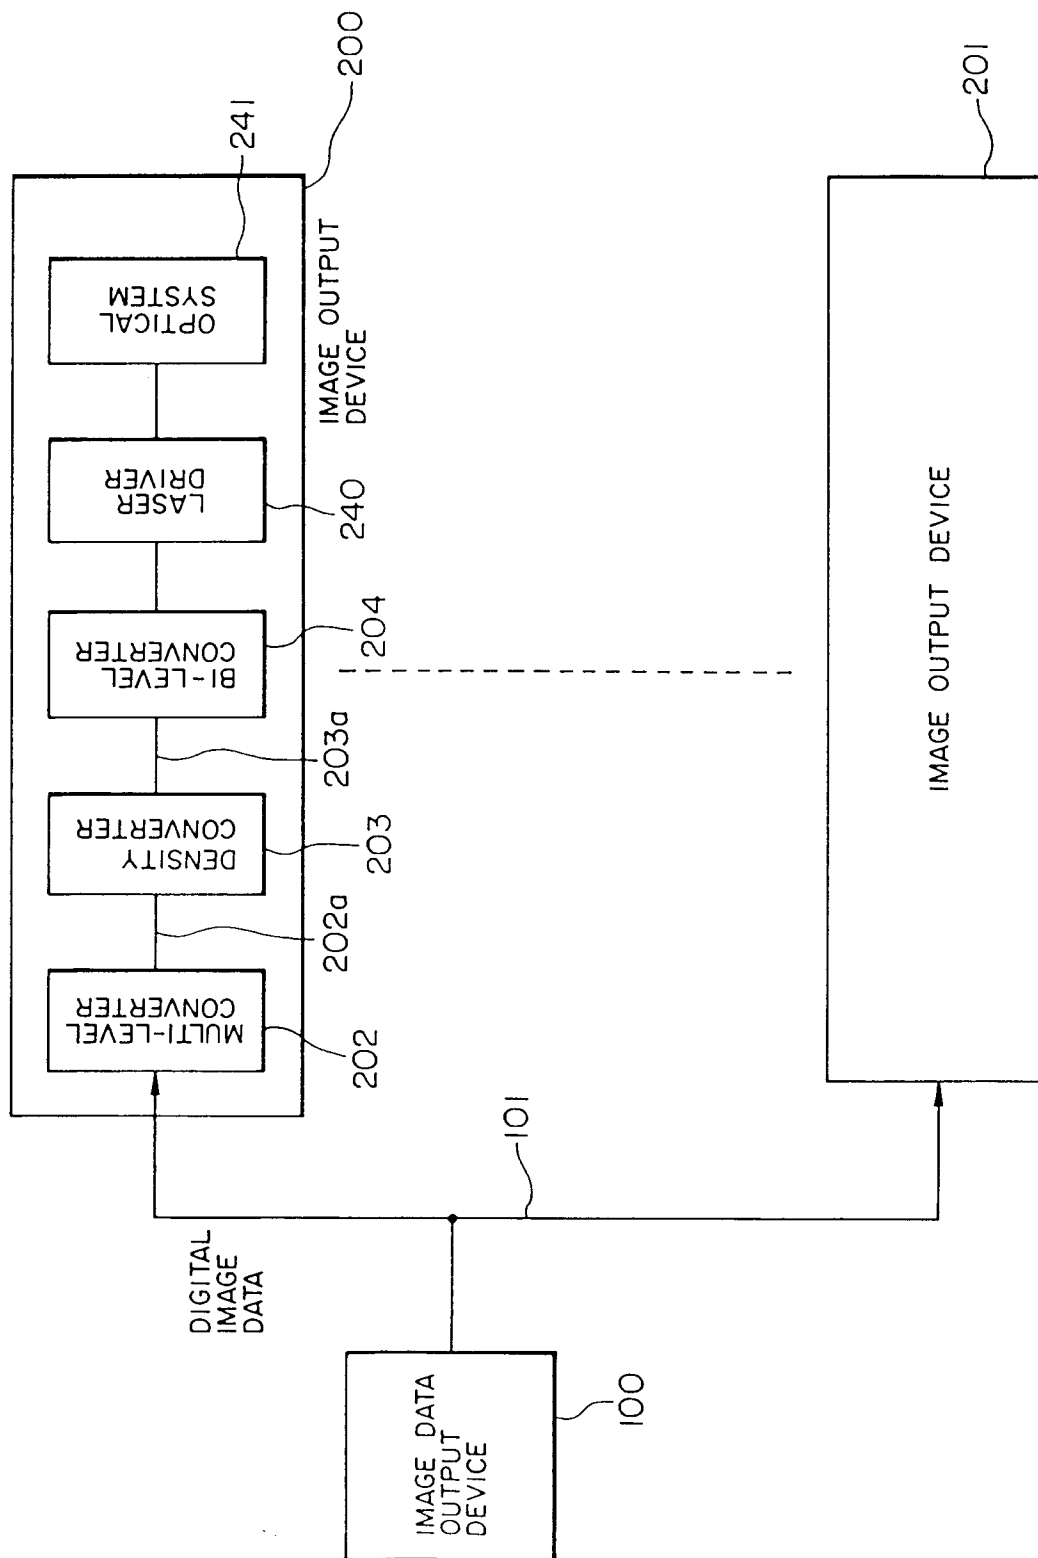 OPTICAL
SYSTEM
241
200
LASER
DRIVER
240
IMAGE OUTPUT
DEVICE
BI-LEVEL
CONVERTER
204
203a
DENSITY
CONVERTER
203
202a
MULTI-LEVEL
CONVERTER
202
DIGITAL
IMAGE
DATA
101
IMAGE DATA
OUTPUT
DEVICE
100
IMAGE OUTPUT DEVICE
201